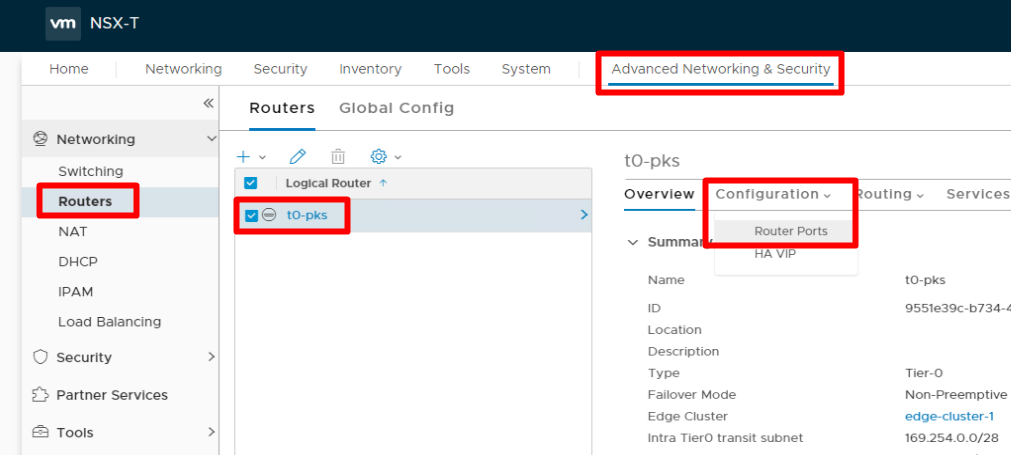 vm NSX-T
Home Networking Security Inventory Tools System Advanced Networking & Security
Networking
Switching
Routers
NAT
DHCP
IPAM
Load Balancing
Security
Partner Services
Tools
Routers Global Config
Logical Router
t0-pks
t0-pks
Overview Configuration Routing Services
Router Ports
HA VIP
Summary
Name t0-pks
ID 9551e39c-b734-4
Location
Description
Type Tier-0
Failover Mode Non-Preemptive
Edge Cluster edge-cluster-1
Intra Tier0 transit subnet 169.254.0.0/28